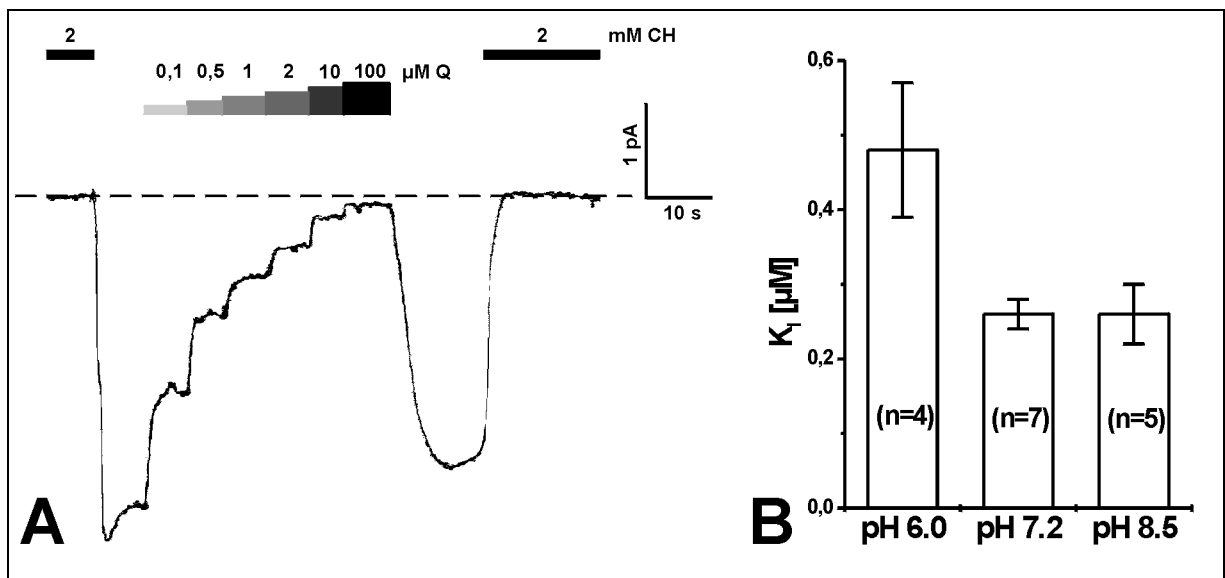 2 2 mM CH
0,1 0,5 1 2 10 100 µM Q
1 pA
10 s
A
0,6
0,4
0,2
0,0
K_I [µM]
(n=4) (n=7) (n=5)
pH 6.0 pH 7.2 pH 8.5
B